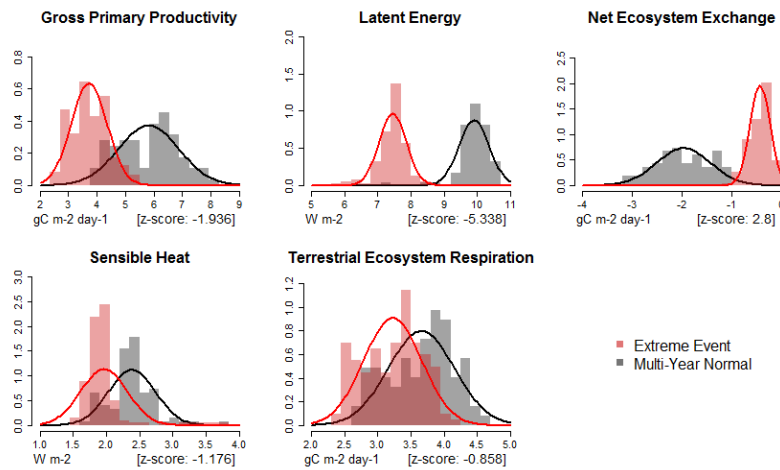 Gross Primary Productivity
0.0 0.2 0.4 0.6 0.8
2 3 4 5 6 7 8 9
gC m-2 day-1 [z-score: -1.936]
Latent Energy
0.0 0.5 1.0 1.5 2.0
5 6 7 8 9 10 11
W m-2 [z-score: -5.338]
Net Ecosystem Exchange
0.0 0.5 1.0 1.5 2.0 2.5
-4 -3 -2 -1 0
gC m-2 day-1 [z-score: 2.8]
Sensible Heat
0.0 0.5 1.0 1.5 2.0 2.5 3.0
1.0 1.5 2.0 2.5 3.0 3.5 4.0
W m-2 [z-score: -1.176]
Terrestrial Ecosystem Respiration
0.0 0.2 0.4 0.6 0.8 1.0 1.2
2.0 2.5 3.0 3.5 4.0 4.5 5.0
gC m-2 day-1 [z-score: -0.858]
Extreme Event
Multi-Year Normal